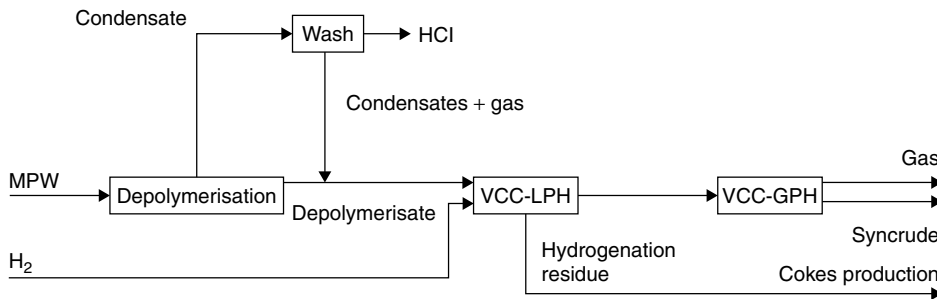 Condensate
Wash
HCl
Condensates + gas
MPW
Depolymerisation
Depolymerisate
VCC-LPH
VCC-GPH
Gas
Syncrude
H₂
Hydrogenation
residue
Cokes production